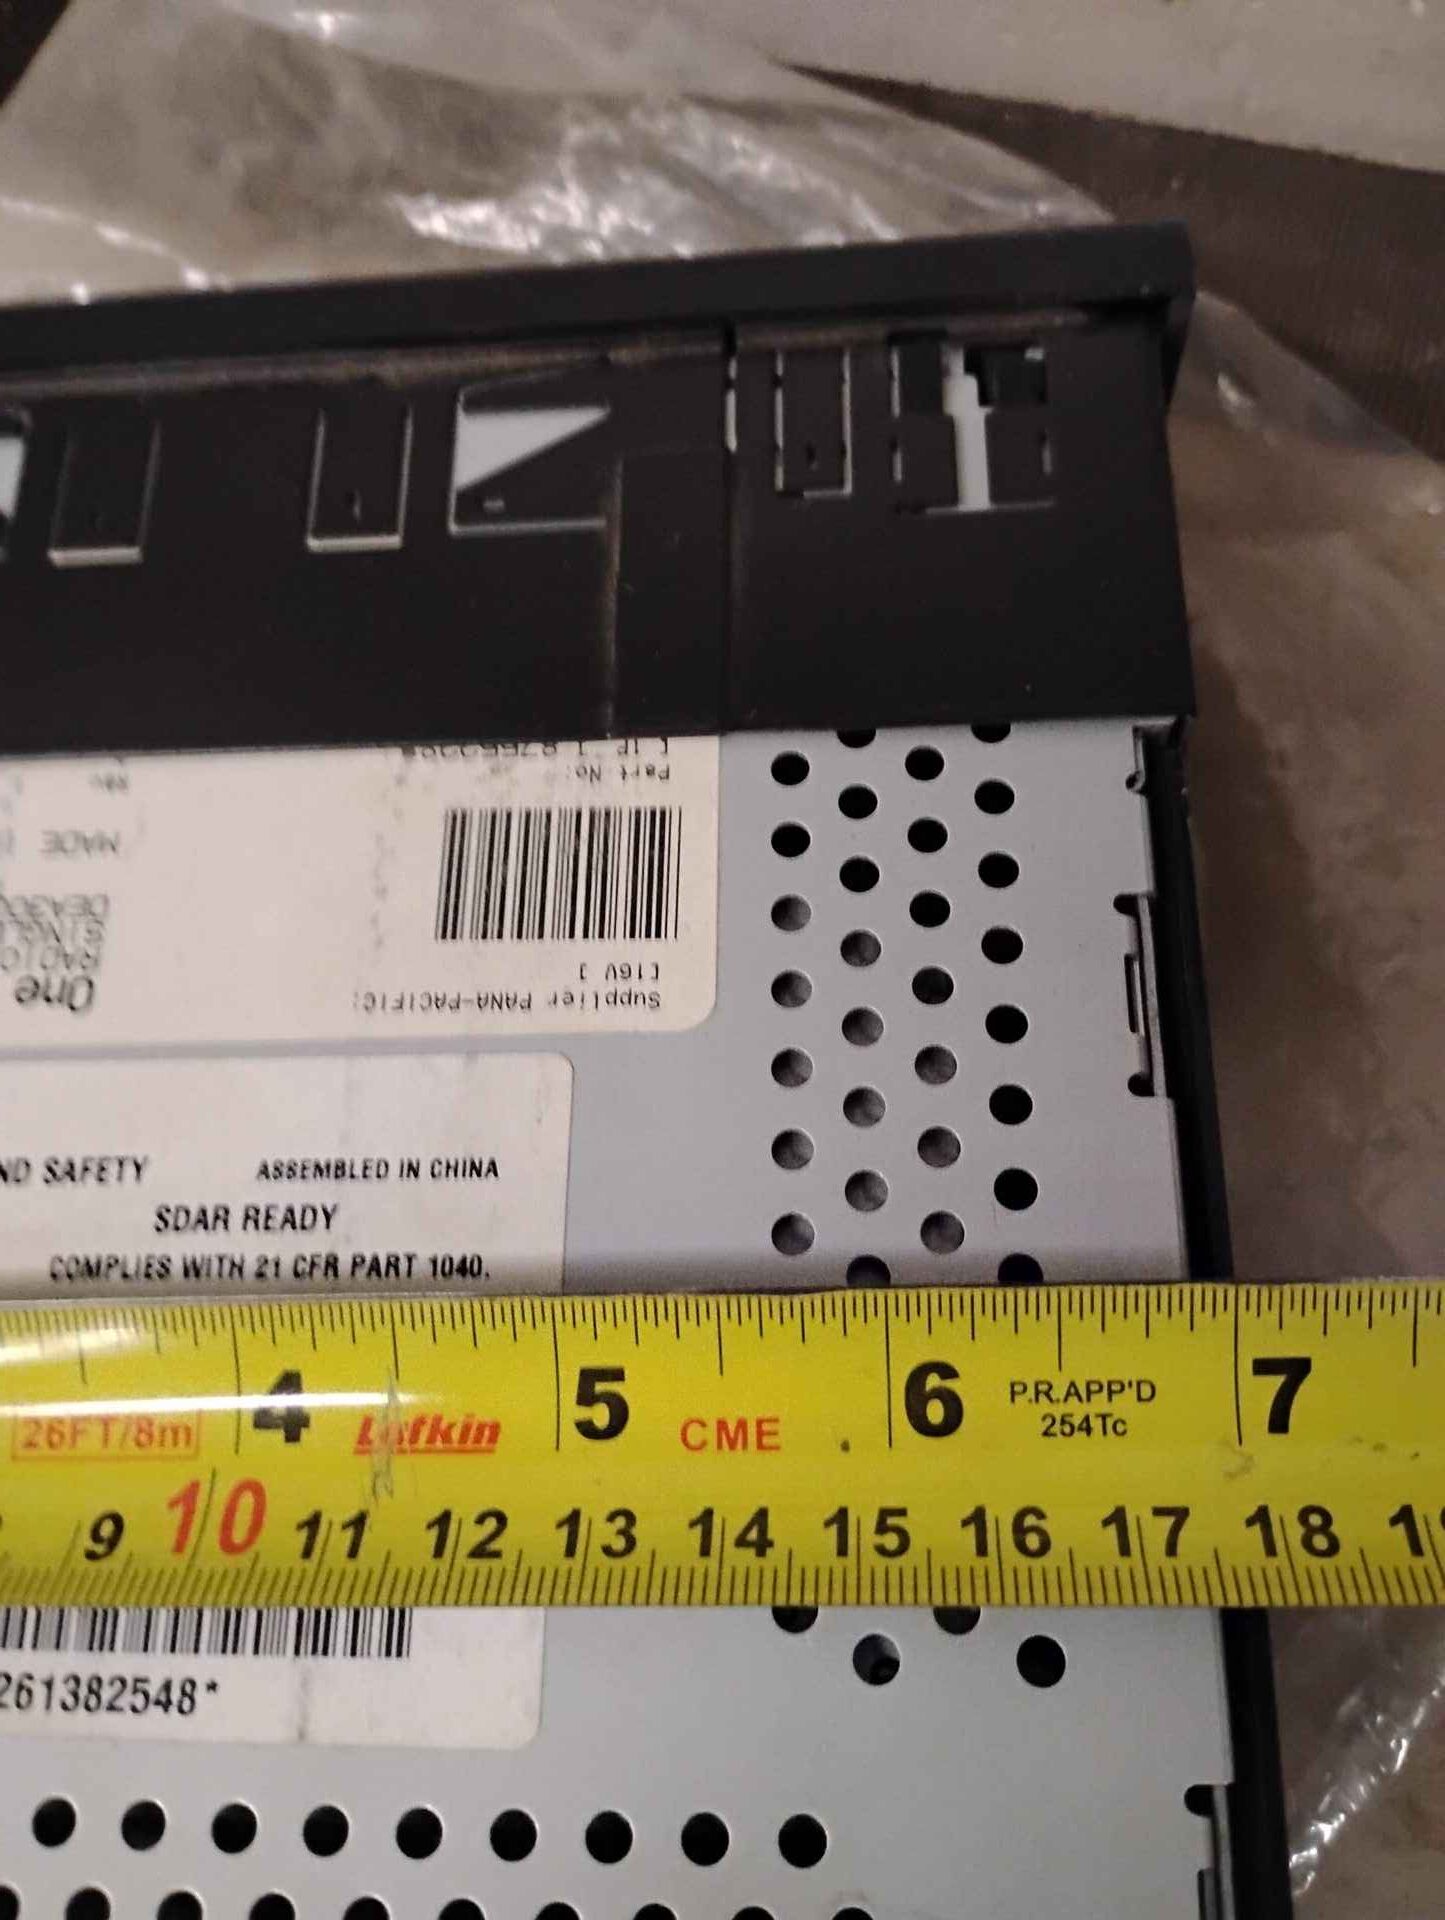 Part No:
MADE
One
RADIO
Supplier PANA-PACIFIC:
[16V ]
ND SAFETY ASSEMBLED IN CHINA
SDAR READY
COMPLIES WITH 21 CFR PART 1040.
4 5 6 P.R.APP'D 7
26FT/8m Lufkin CME 254Tc
9 10 11 12 13 14 15 16 17 18
261382548*